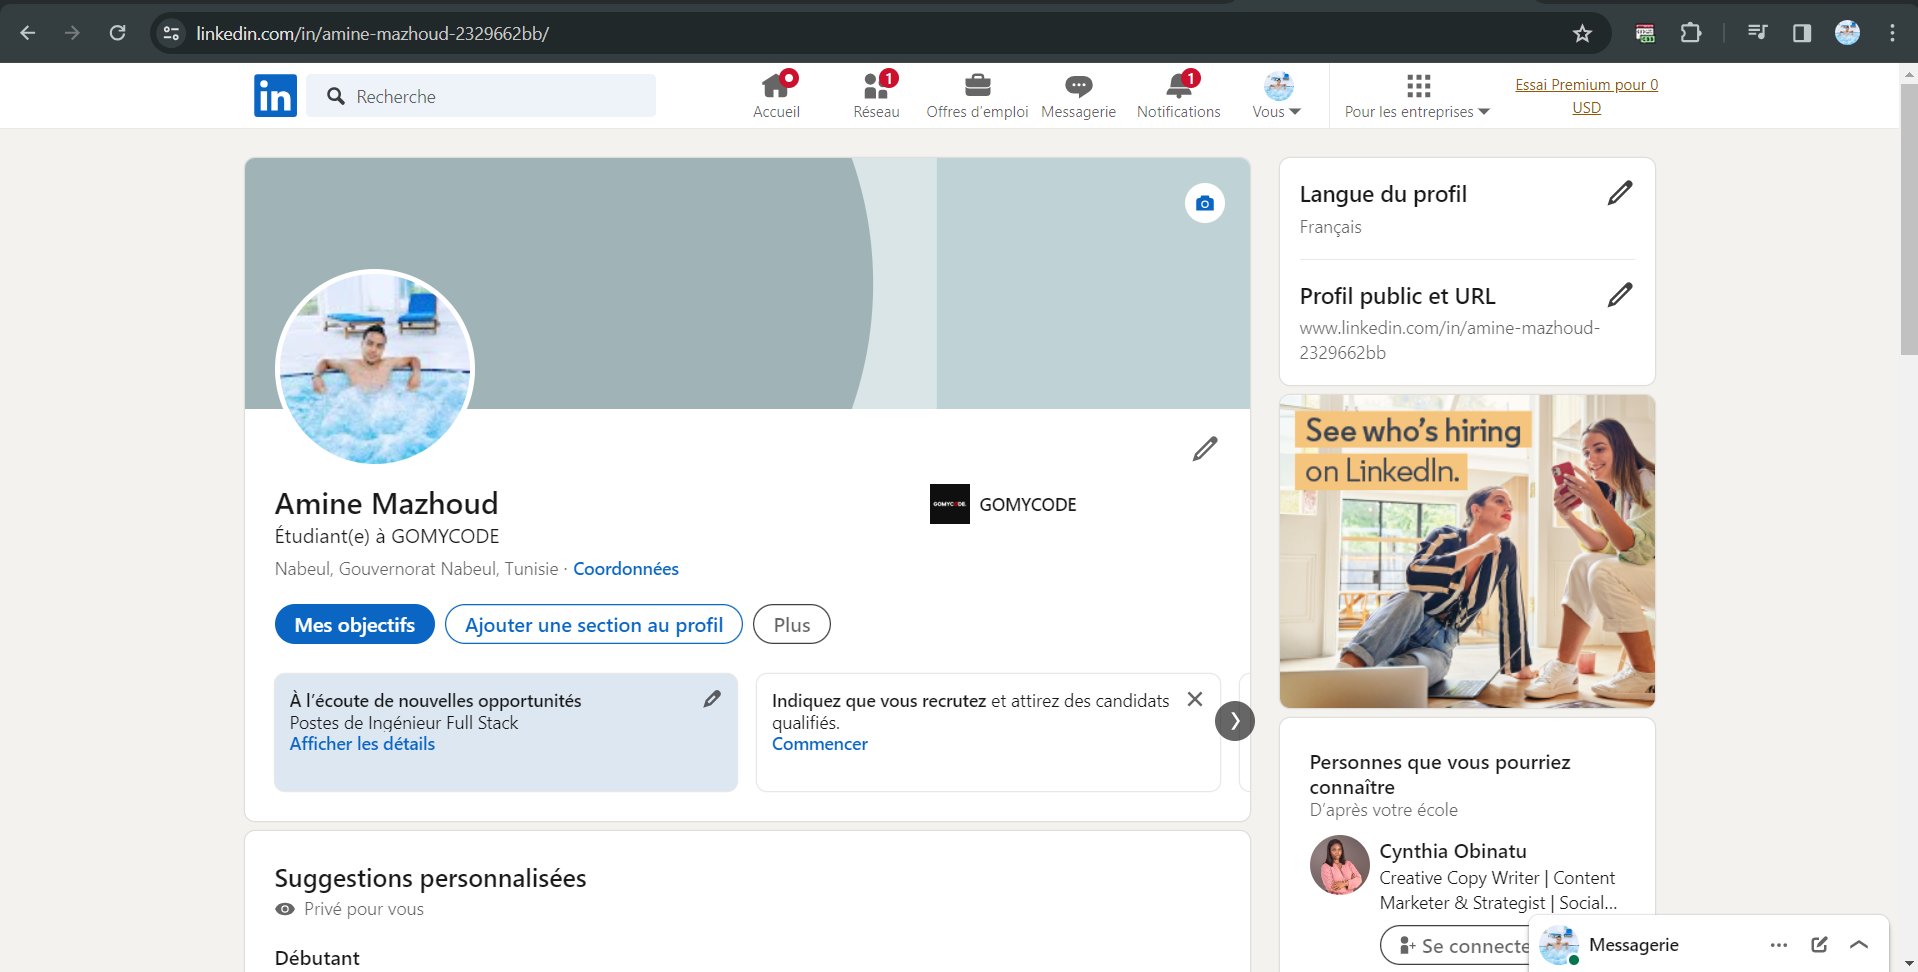 linkedin.com/in/amine-mazhoud-2329662bb/
in
Recherche
Accueil
1
Réseau
Offres d'emploi
Messagerie
1
Notifications
Vous
Pour les entreprises
Essai Premium pour 0
USD
Amine Mazhoud
Étudiant(e) à GOMYCODE
Nabeul, Gouvernorat Nabeul, Tunisie · Coordonnées
GOMYCODE.
GOMYCODE
Mes objectifs
Ajouter une section au profil
Plus
À l'écoute de nouvelles opportunités
Postes de Ingénieur Full Stack
Afficher les détails
Indiquez que vous recrutez et attirez des candidats
qualifiés.
Commencer
Suggestions personnalisées
Privé pour vous
Débutant
Langue du profil
Français
Profil public et URL
www.linkedin.com/in/amine-mazhoud-
2329662bb
See who's hiring
on LinkedIn.
Personnes que vous pourriez
connaître
D'après votre école
Cynthia Obinatu
Creative Copy Writer | Content
Marketer & Strategist | Social...
Se connecte
Messagerie